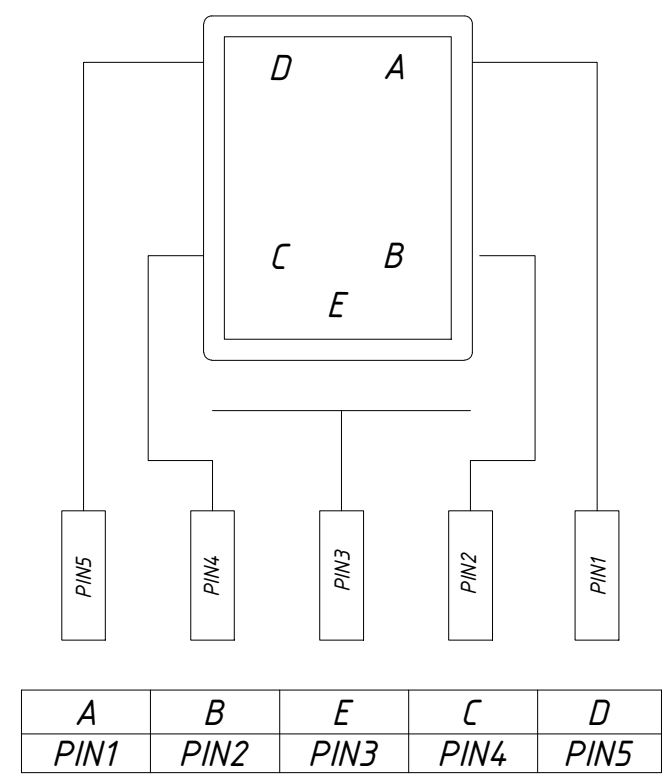 D A
C B
E
PIN5 PIN4 PIN3 PIN2 PIN1
A B E C D
PIN1 PIN2 PIN3 PIN4 PIN5